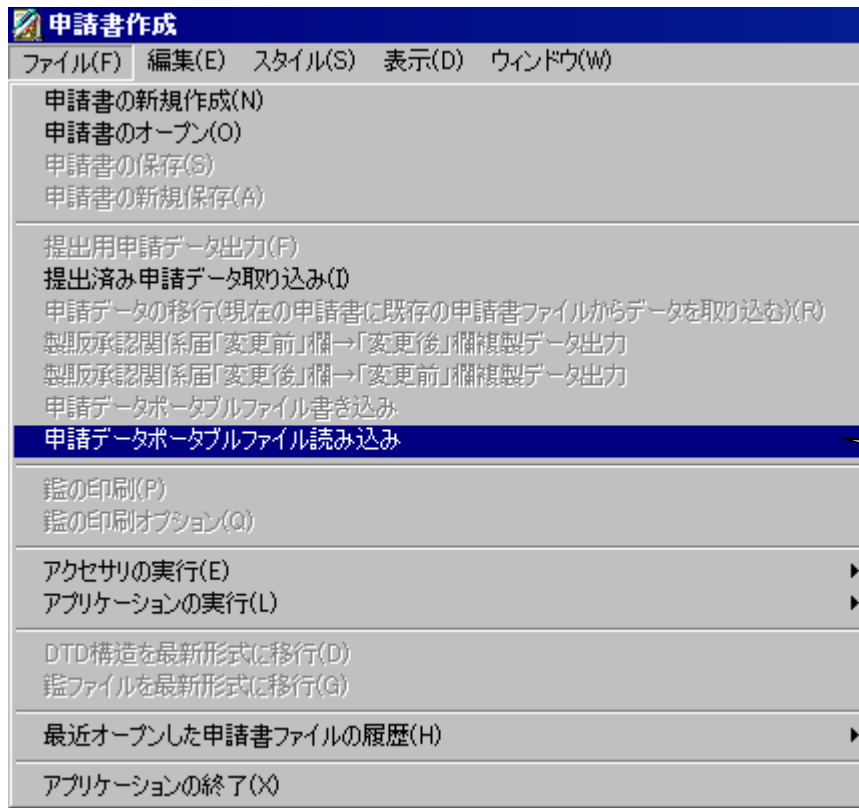 申請書作成
ファイル(F) 編集(E) スタイル(S) 表示(D) ウィンドウ(W)
申請書の新規作成(N)
申請書のオープン(O)
申請書の保存(S)
申請書の新規保存(A)
提出用申請データ出力(F)
提出済み申請データ取り込み(I)
申請データの移行(現在の申請書に既存の申請書ファイルからデータを取り込む)(R)
製販承認関係届「変更前」欄→「変更後」欄複製データ出力
製販承認関係届「変更後」欄→「変更前」欄複製データ出力
申請データポータブルファイル書き込み
申請データポータブルファイル読み込み
鑑の印刷(P)
鑑の印刷オプション(Q)
アクセサリの実行(E)
アプリケーションの実行(L)
DTD構造を最新形式に移行(D)
鑑ファイルを最新形式に移行(G)
最近オープンした申請書ファイルの履歴(H)
アプリケーションの終了(X)